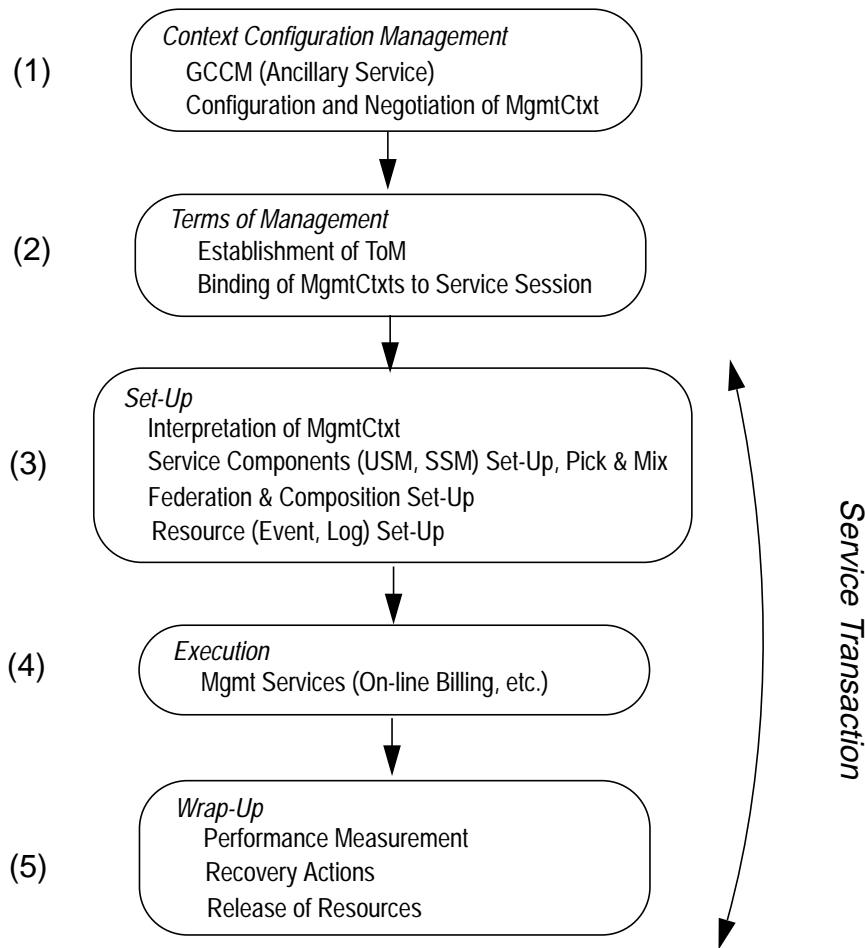 (1)
Context Configuration Management
GCCM (Ancillary Service)
Configuration and Negotiation of MgmtCtxt
(2)
Terms of Management
Establishment of ToM
Binding of MgmtCtxts to Service Session
(3)
Set-Up
Interpretation of MgmtCtxt
Service Components (USM, SSM) Set-Up, Pick & Mix
Federation & Composition Set-Up
Resource (Event, Log) Set-Up
(4)
Execution
Mgmt Services (On-line Billing, etc.)
(5)
Wrap-Up
Performance Measurement
Recovery Actions
Release of Resources
Service Transaction